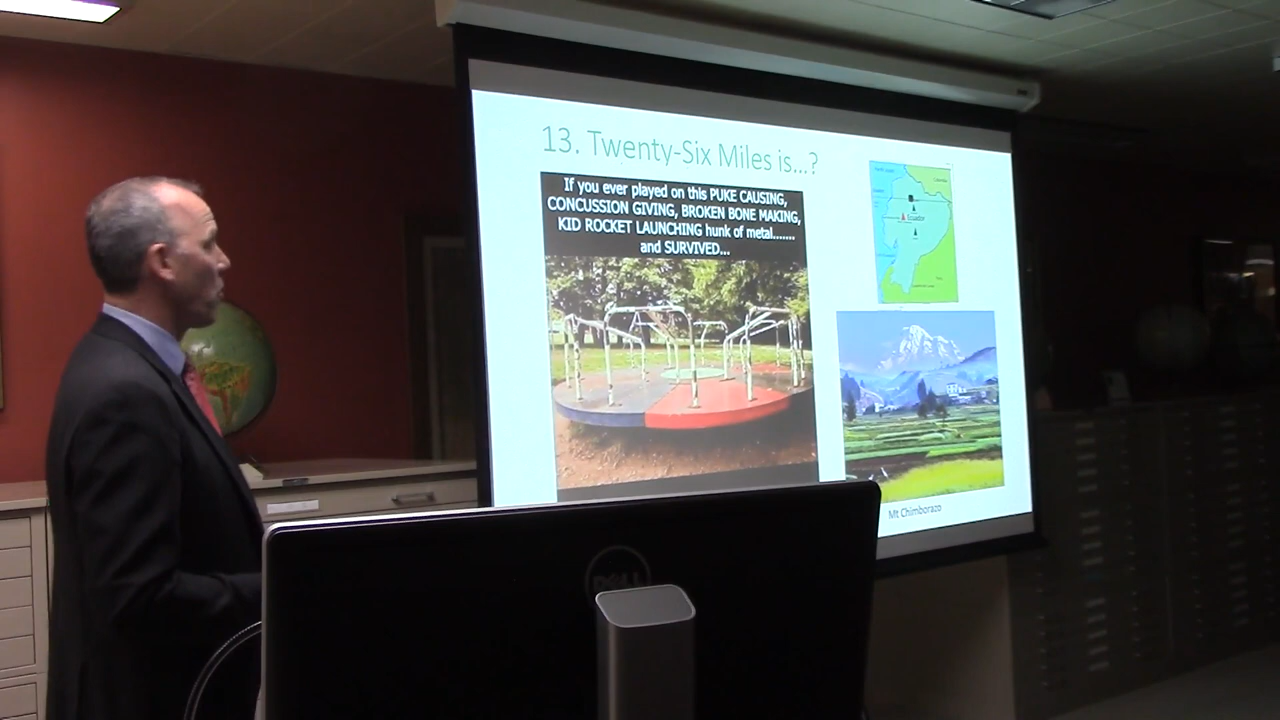 13. Twenty-Six Miles is...?
If you ever played on this PUKE CAUSING,
CONCUSSION GIVING, BROKEN BONE MAKING,
KID ROCKET LAUNCHING hunk of metal.......
and SURVIVED...
Ecuador
Mt Chimborazo
DELL